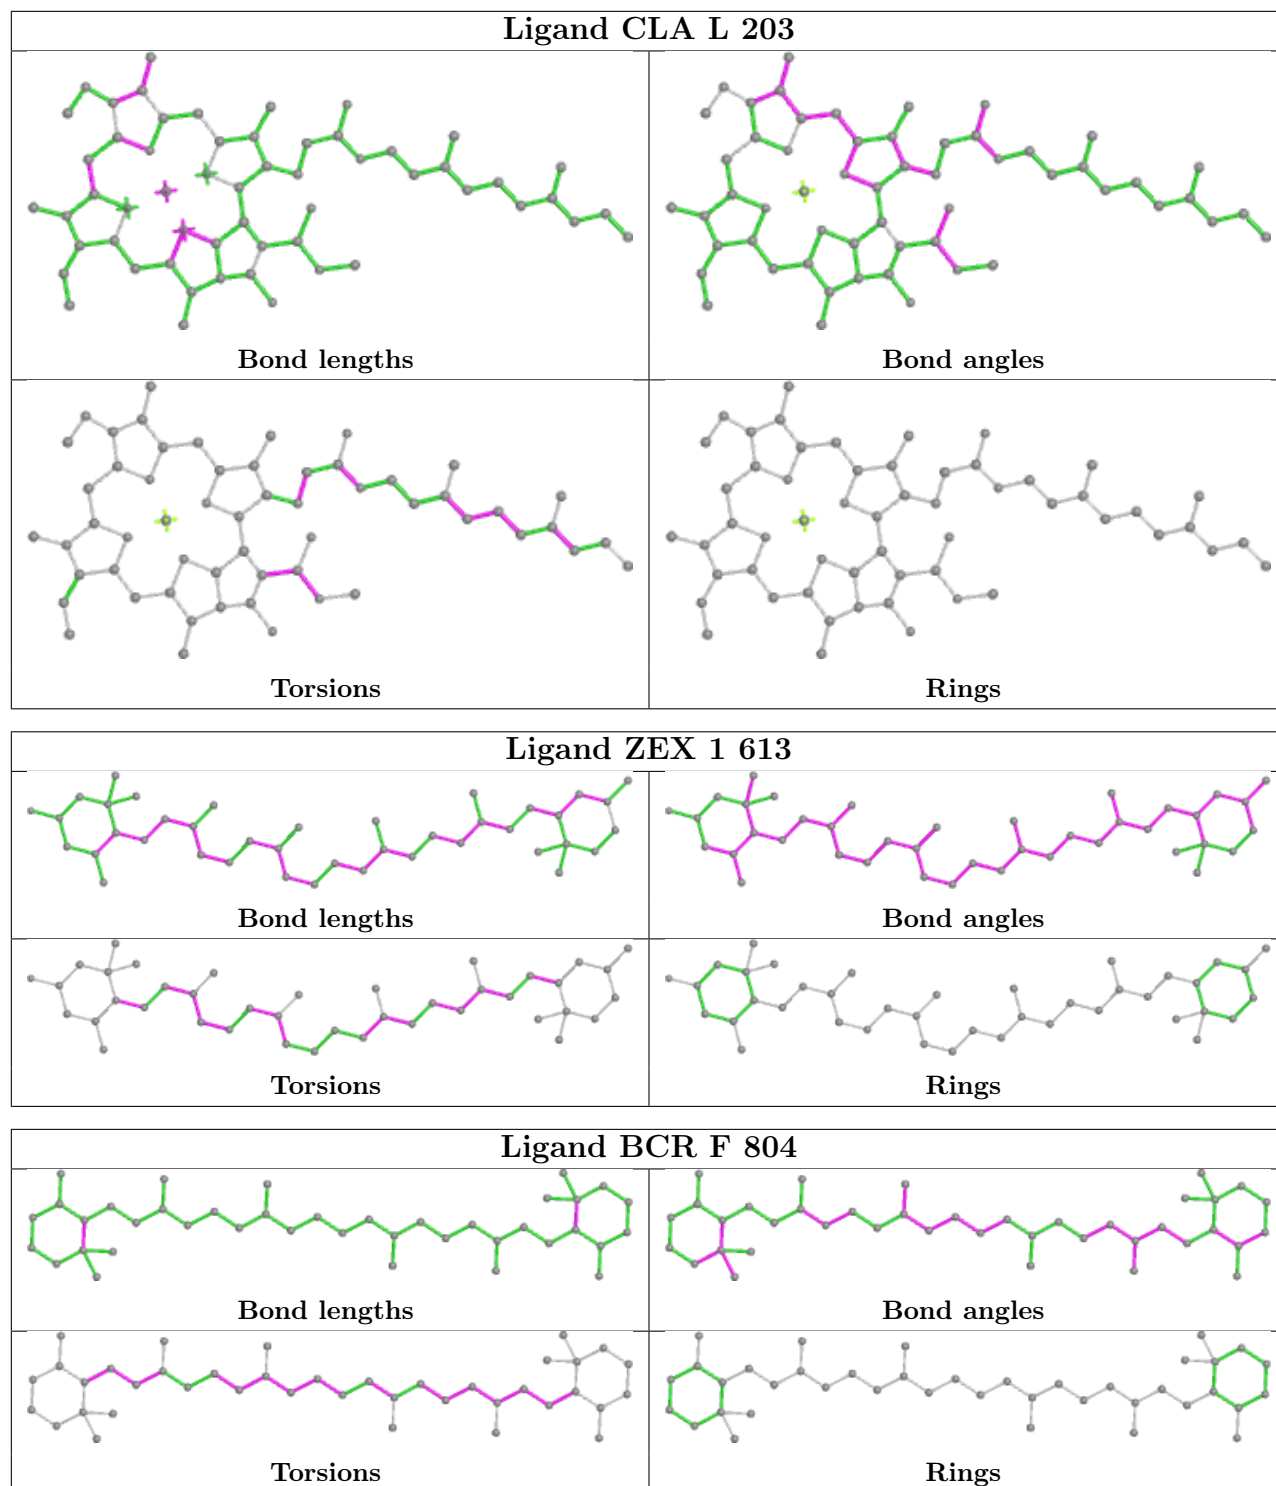 Ligand CLA L 203
Bond lengths
Bond angles
Torsions
Rings
Ligand ZEX 1 613
Bond lengths
Bond angles
Torsions
Rings
Ligand BCR F 804
Bond lengths
Bond angles
Torsions
Rings